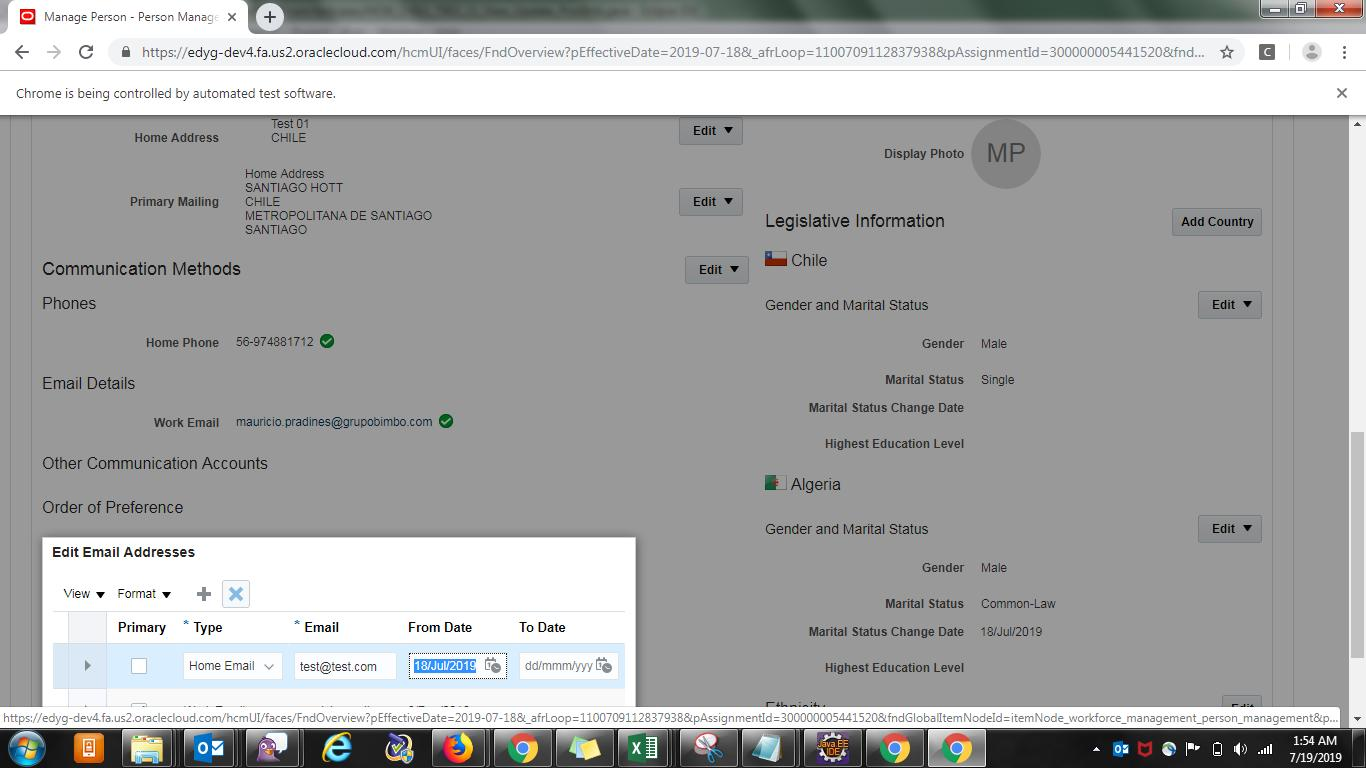 Manage Person - Person Manage
https://edyg-dev4.fa.us2.oraclecloud.com/hcmUI/faces/FndOverview?pEffectiveDate=2019-07-18&_afrLoop=1100709112837938&pAssignmentId=300000005441520&fnd...
C
Chrome is being controlled by automated test software.
Test 01
Home Address
CHILE
Edit
Home Address
SANTIAGO HOTT
Primary Mailing
CHILE
METROPOLITANA DE SANTIAGO
SANTIAGO
Edit
Communication Methods
Edit
Phones
Home Phone 56-974881712
Email Details
Work Email mauricio.pradines@grupobimbo.com
Other Communication Accounts
Order of Preference
Display Photo MP
Legislative Information
Add Country
Chile
Gender and Marital Status
Edit
Gender Male
Marital Status Single
Marital Status Change Date
Highest Education Level
Algeria
Gender and Marital Status
Edit
Gender Male
Marital Status Common-Law
Marital Status Change Date 18/Jul/2019
Highest Education Level
Ethnicity
Edit
Edit Email Addresses
View Format
Primary * Type * Email From Date To Date
Home Email test@test.com 18/Jul/2019 dd/mmm/yyy
https://edyg-dev4.fa.us2.oraclecloud.com/hcmUI/faces/FndOverview?pEffectiveDate=2019-07-18&_afrLoop=1100709112837938&pAssignmentId=300000005441520&fndGlobalItemNodeId=itemNode_workforce_management_person_management&p...
Java EE
IDE
1:54 AM
7/19/2019